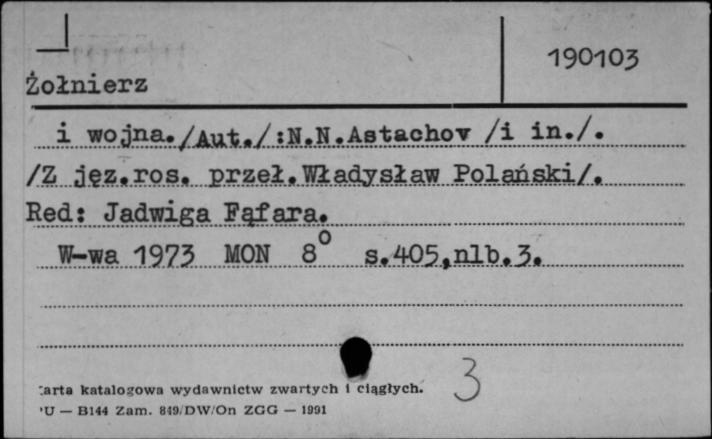 190103
Żołnierz
i wojna./Aut./:N.N.Astachov /i in./.
/Z jęz.ros. przeł.Władysław Polański/.
Red: Jadwiga Fąfara.
W-wa 1973 MON 8° s.405,nlb.3.
3
arta katalogowa wydawnictw zwartych i ciągłych.
U — B144 Zam. 849/DW/On ZGG — 1991